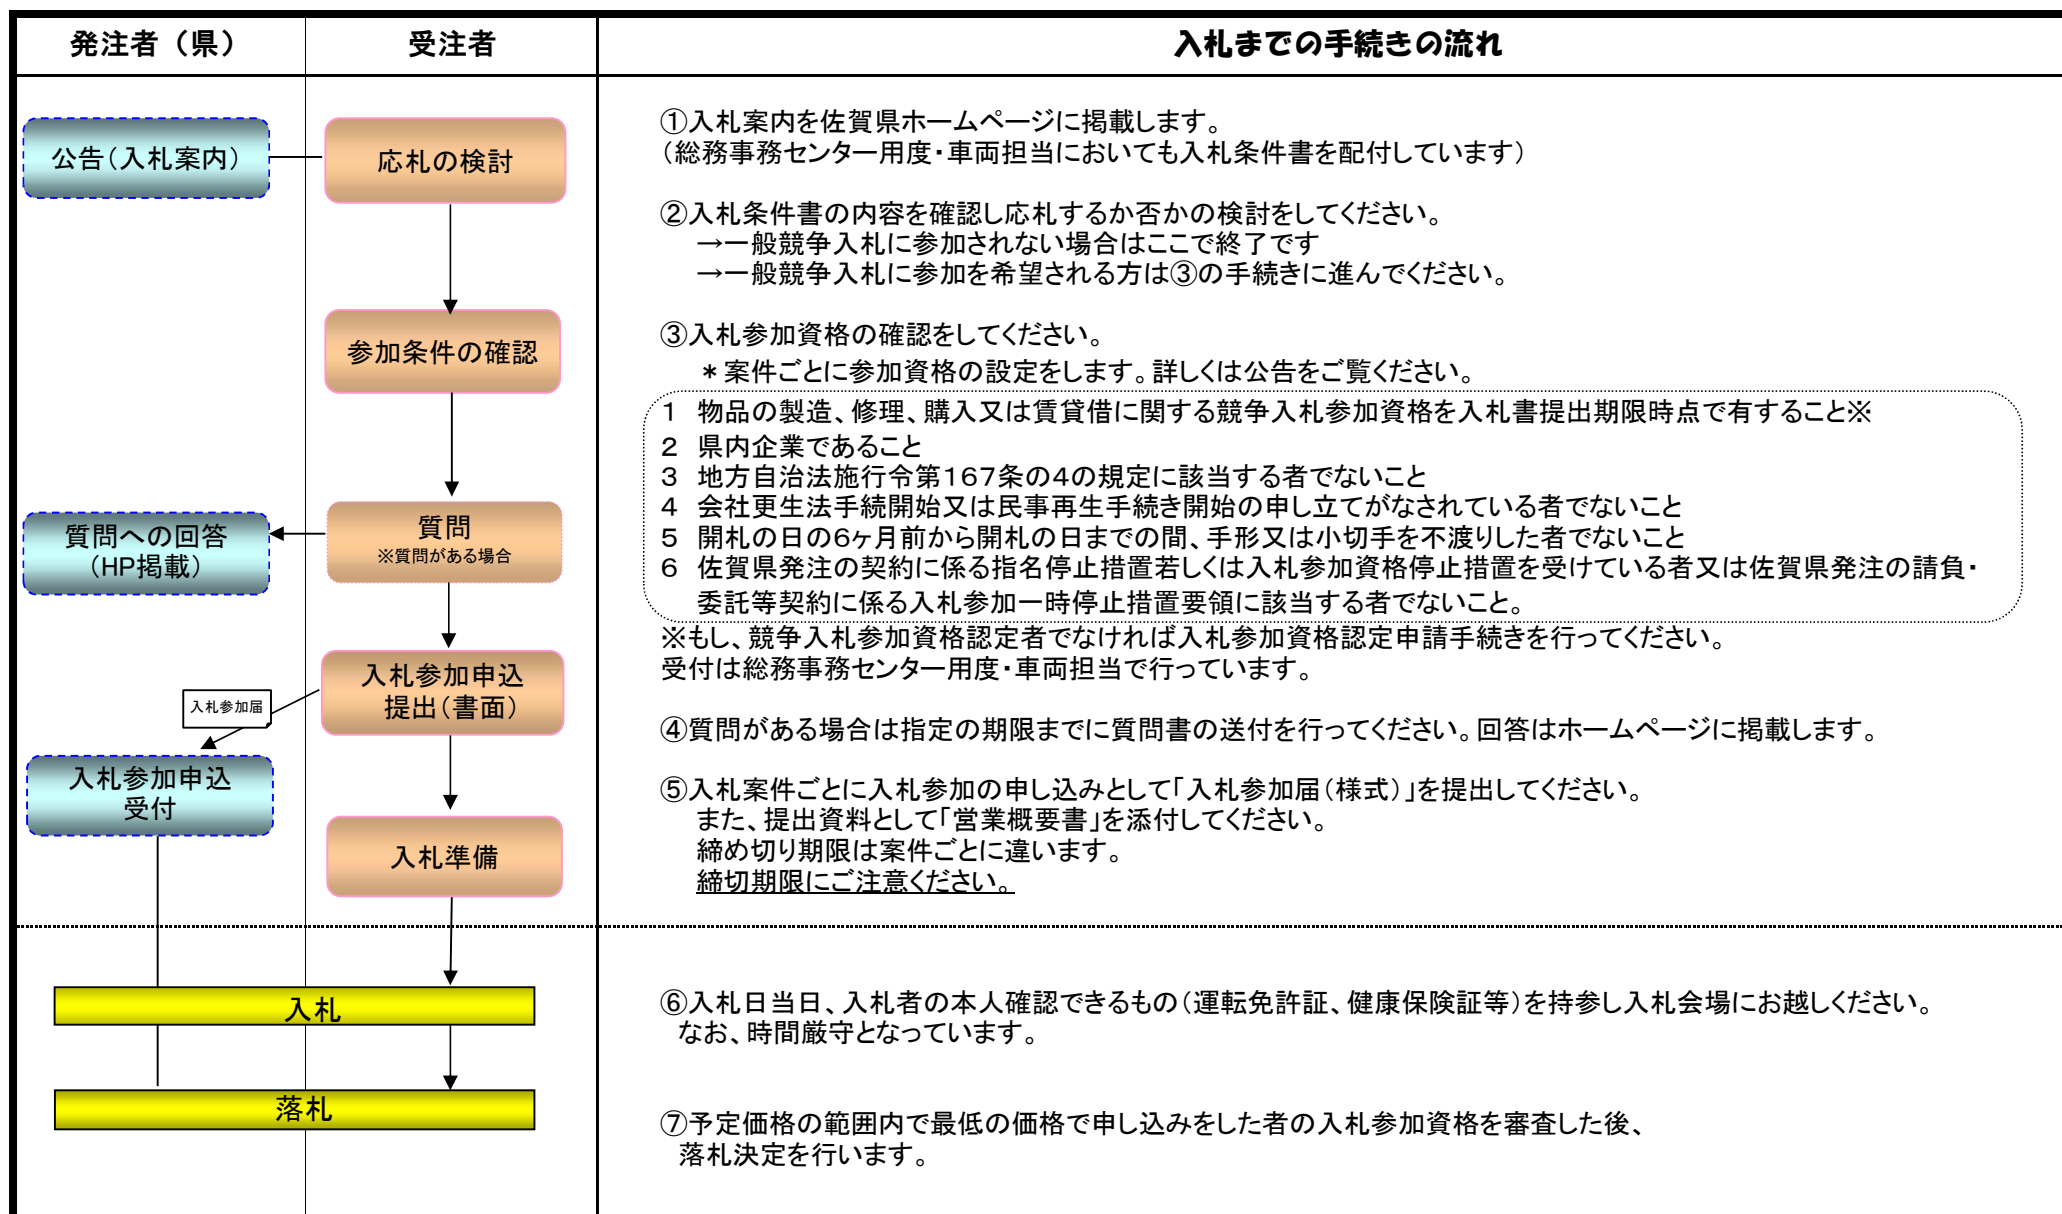 発注者（県）
受注者
入札までの手続きの流れ
公告（入札案内）
応札の検討
参加条件の確認
質問
※質問がある場合
質問への回答
（HP掲載）
入札参加申込
提出（書面）
入札参加届
入札参加申込
受付
入札準備
入札
落札
①入札案内を佐賀県ホームページに掲載します。
（総務事務センター用度・車両担当においても入札条件書を配付しています）
②入札条件書の内容を確認し応札するか否かの検討をしてください。
→一般競争入札に参加されない場合はここで終了です
→一般競争入札に参加を希望される方は③の手続きに進んでください。
③入札参加資格の確認をしてください。
＊案件ごとに参加資格の設定をします。詳しくは公告をご覧ください。
１　物品の製造、修理、購入又は賃貸借に関する競争入札参加資格を入札書提出期限時点で有すること※
２　県内企業であること
３　地方自治法施行令第１６７条の４の規定に該当する者でないこと
４　会社更生法手続開始又は民事再生手続き開始の申し立てがなされている者でないこと
５　開札の日の6ヶ月前から開札の日までの間、手形又は小切手を不渡りした者でないこと
６　佐賀県発注の契約に係る指名停止措置若しくは入札参加資格停止措置を受けている者又は佐賀県発注の請負・
委託等契約に係る入札参加一時停止措置要領に該当する者でないこと。
※もし、競争入札参加資格認定者でなければ入札参加資格認定申請手続きを行ってください。
受付は総務事務センター用度・車両担当で行っています。
④質問がある場合は指定の期限までに質問書の送付を行ってください。回答はホームページに掲載します。
⑤入札案件ごとに入札参加の申し込みとして「入札参加届（様式）」を提出してください。
また、提出資料として「営業概要書」を添付してください。
締め切り期限は案件ごとに違います。
締切期限にご注意ください。
⑥入札日当日、入札者の本人確認できるもの（運転免許証、健康保険証等）を持参し入札会場にお越しください。
なお、時間厳守となっています。
⑦予定価格の範囲内で最低の価格で申し込みをした者の入札参加資格を審査した後、
落札決定を行います。